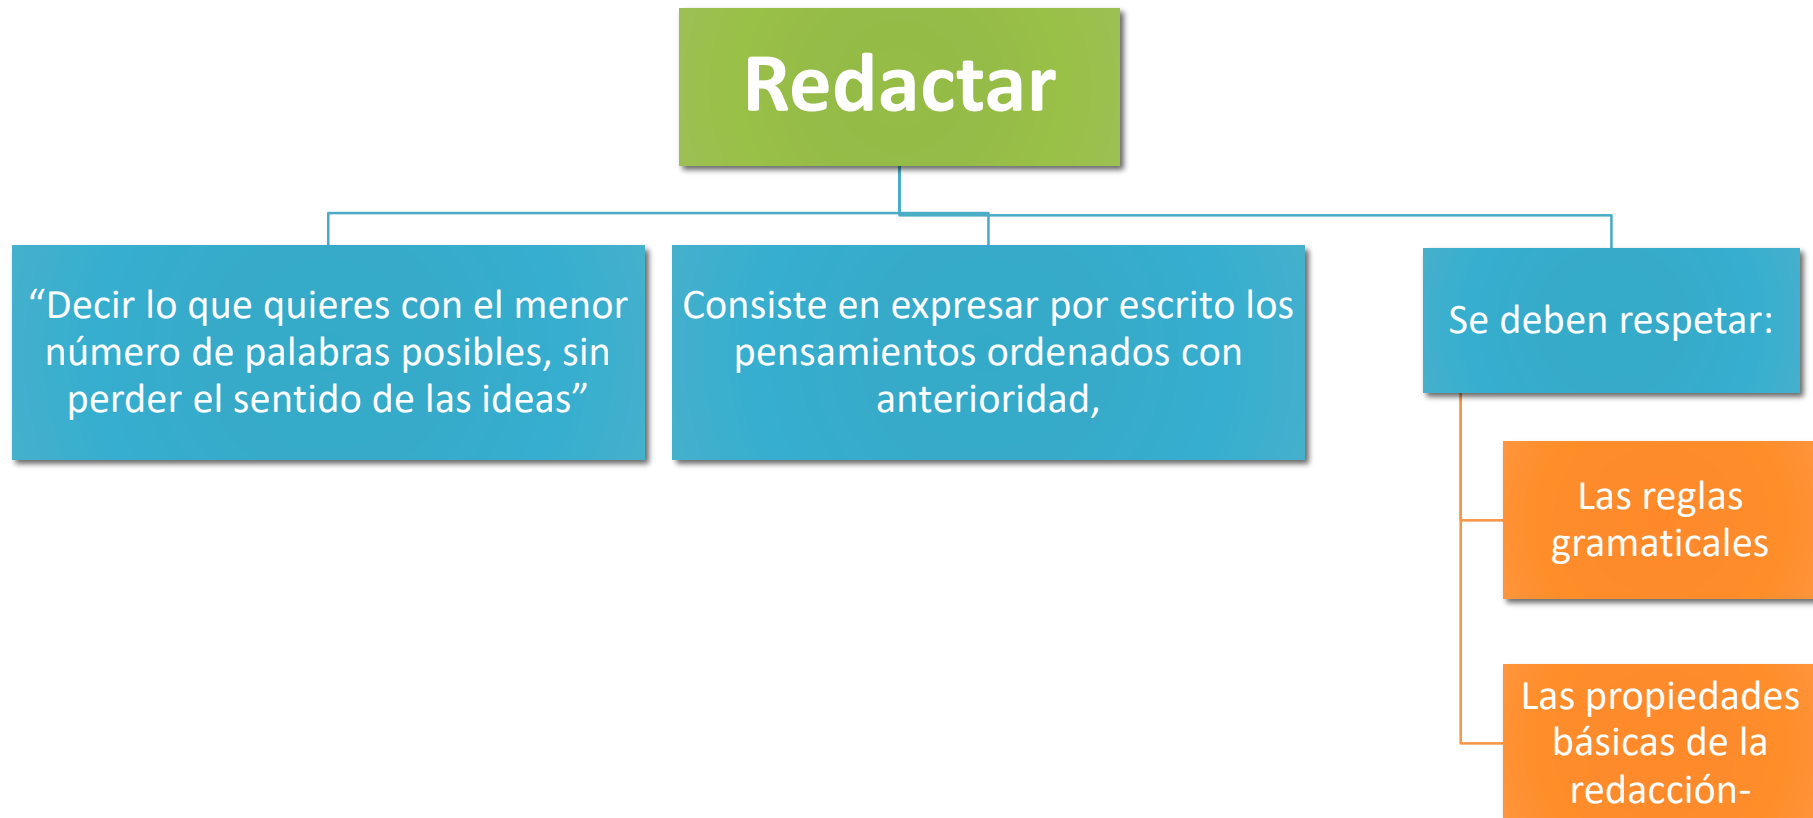 Redactar
“Decir lo que quieres con el menor
número de palabras posibles, sin
perder el sentido de las ideas”
Consiste en expresar por escrito los
pensamientos ordenados con
anterioridad,
Se deben respetar:
Las reglas
gramaticales
Las propiedades
básicas de la
redacción-